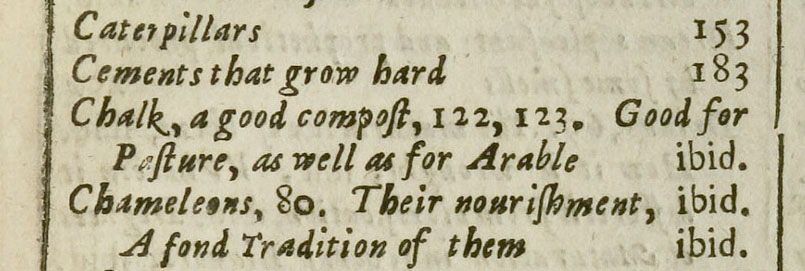 Caterpillars 153
Cements that grow hard 183
Chalk, a good compoſt, 122, 123. Good for
Paſture, as well as for Arable ibid.
Chameleons, 80. Their nouriſhment, ibid.
A fond Tradition of them ibid.